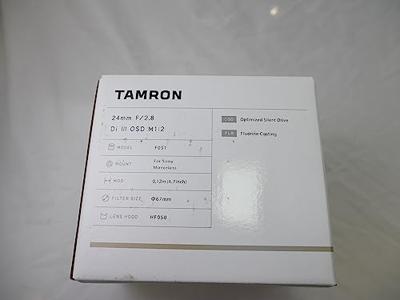 TAMRON
24mm F/2.8
Di III OSD M1:2
MODEL F051
MOUNT For Sony
Mirrorless
MOD 0.12m (4.7in)
FILTER SIZE Φ67mm
LENS HOOD HF050
OSD Optimized Silent Drive
FLR Fluorine Coating